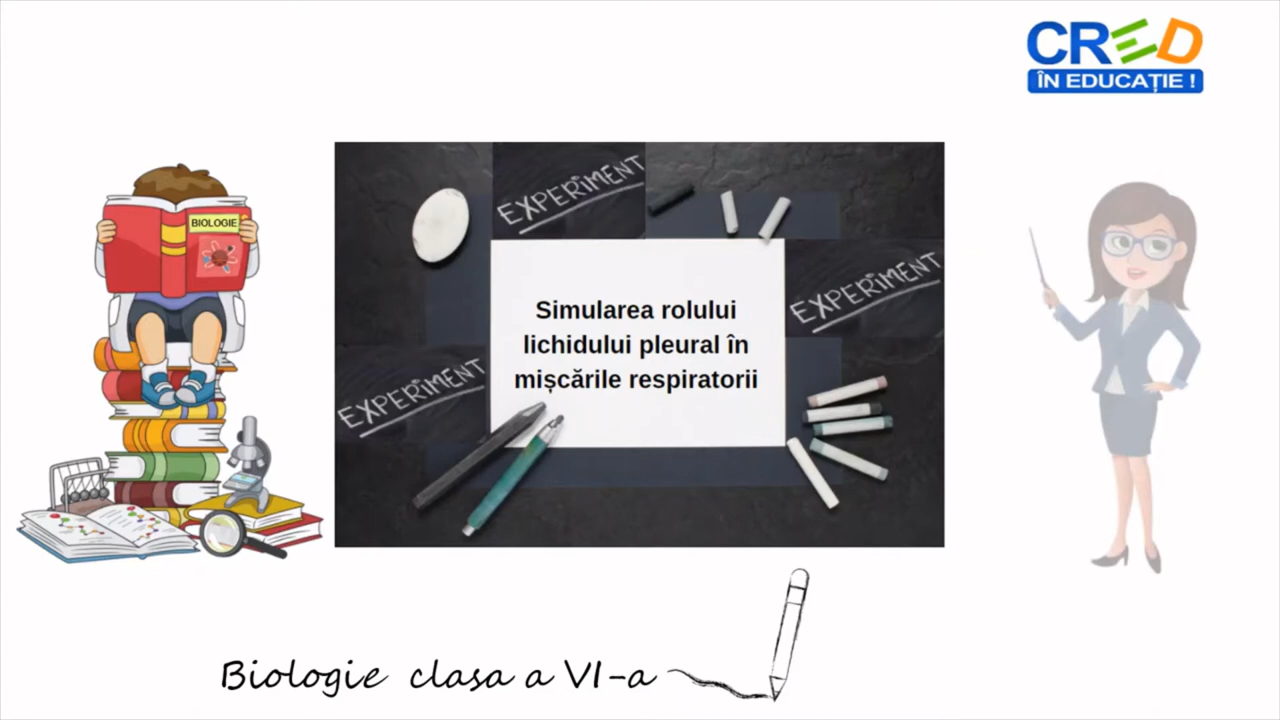 CRED
ÎN EDUCAȚIE !
BIOLOGIE
EXPERIMENT
EXPERIMENT
EXPERIMENT
Simularea rolului
lichidului pleural în
mișcările respiratorii
Biologie clasa a VI-a